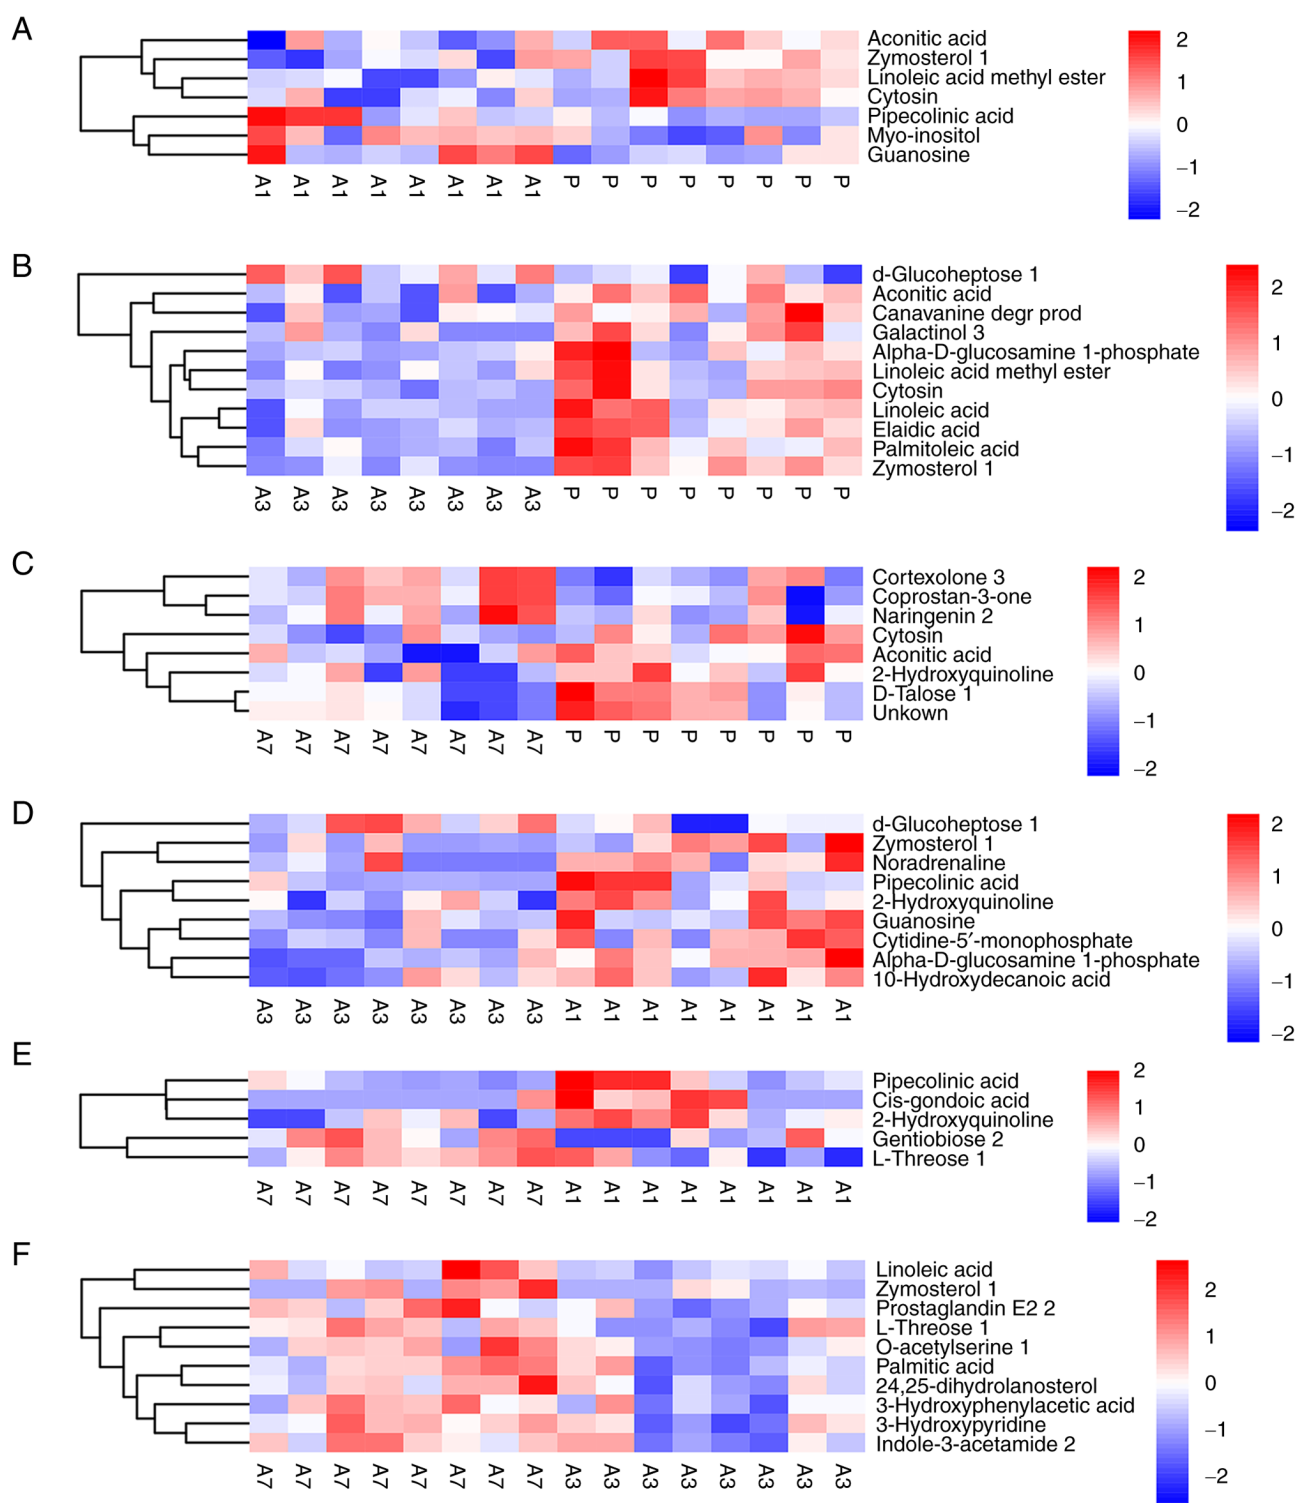 A
Aconitic acid
Zymosterol 1
Linoleic acid methyl ester
Cytosin
Pipecolinic acid
Myo-inositol
Guanosine
A1 A1 A1 A1 A1 A1 A1 A1 P P P P P P P P
2
1
0
−1
−2
B
d-Glucoheptose 1
Aconitic acid
Canavanine degr prod
Galactinol 3
Alpha-D-glucosamine 1-phosphate
Linoleic acid methyl ester
Cytosin
Linoleic acid
Elaidic acid
Palmitoleic acid
Zymosterol 1
A3 A3 A3 A3 A3 A3 A3 A3 P P P P P P P P
2
1
0
−1
−2
C
Cortexolone 3
Coprostan-3-one
Naringenin 2
Cytosin
Aconitic acid
2-Hydroxyquinoline
D-Talose 1
Unkown
A7 A7 A7 A7 A7 A7 A7 A7 P P P P P P P P
2
1
0
−1
−2
D
d-Glucoheptose 1
Zymosterol 1
Noradrenaline
Pipecolinic acid
2-Hydroxyquinoline
Guanosine
Cytidine-5′-monophosphate
Alpha-D-glucosamine 1-phosphate
10-Hydroxydecanoic acid
A3 A3 A3 A3 A3 A3 A3 A3 A1 A1 A1 A1 A1 A1 A1 A1
2
1
0
−1
−2
E
Pipecolinic acid
Cis-gondoic acid
2-Hydroxyquinoline
Gentiobiose 2
L-Threose 1
A7 A7 A7 A7 A7 A7 A7 A7 A1 A1 A1 A1 A1 A1 A1 A1
2
1
0
−1
−2
F
Linoleic acid
Zymosterol 1
Prostaglandin E2 2
L-Threose 1
O-acetylserine 1
Palmitic acid
24,25-dihydrolanosterol
3-Hydroxyphenylacetic acid
3-Hydroxypyridine
Indole-3-acetamide 2
A7 A7 A7 A7 A7 A7 A7 A7 A3 A3 A3 A3 A3 A3 A3 A3
2
1
0
−1
−2